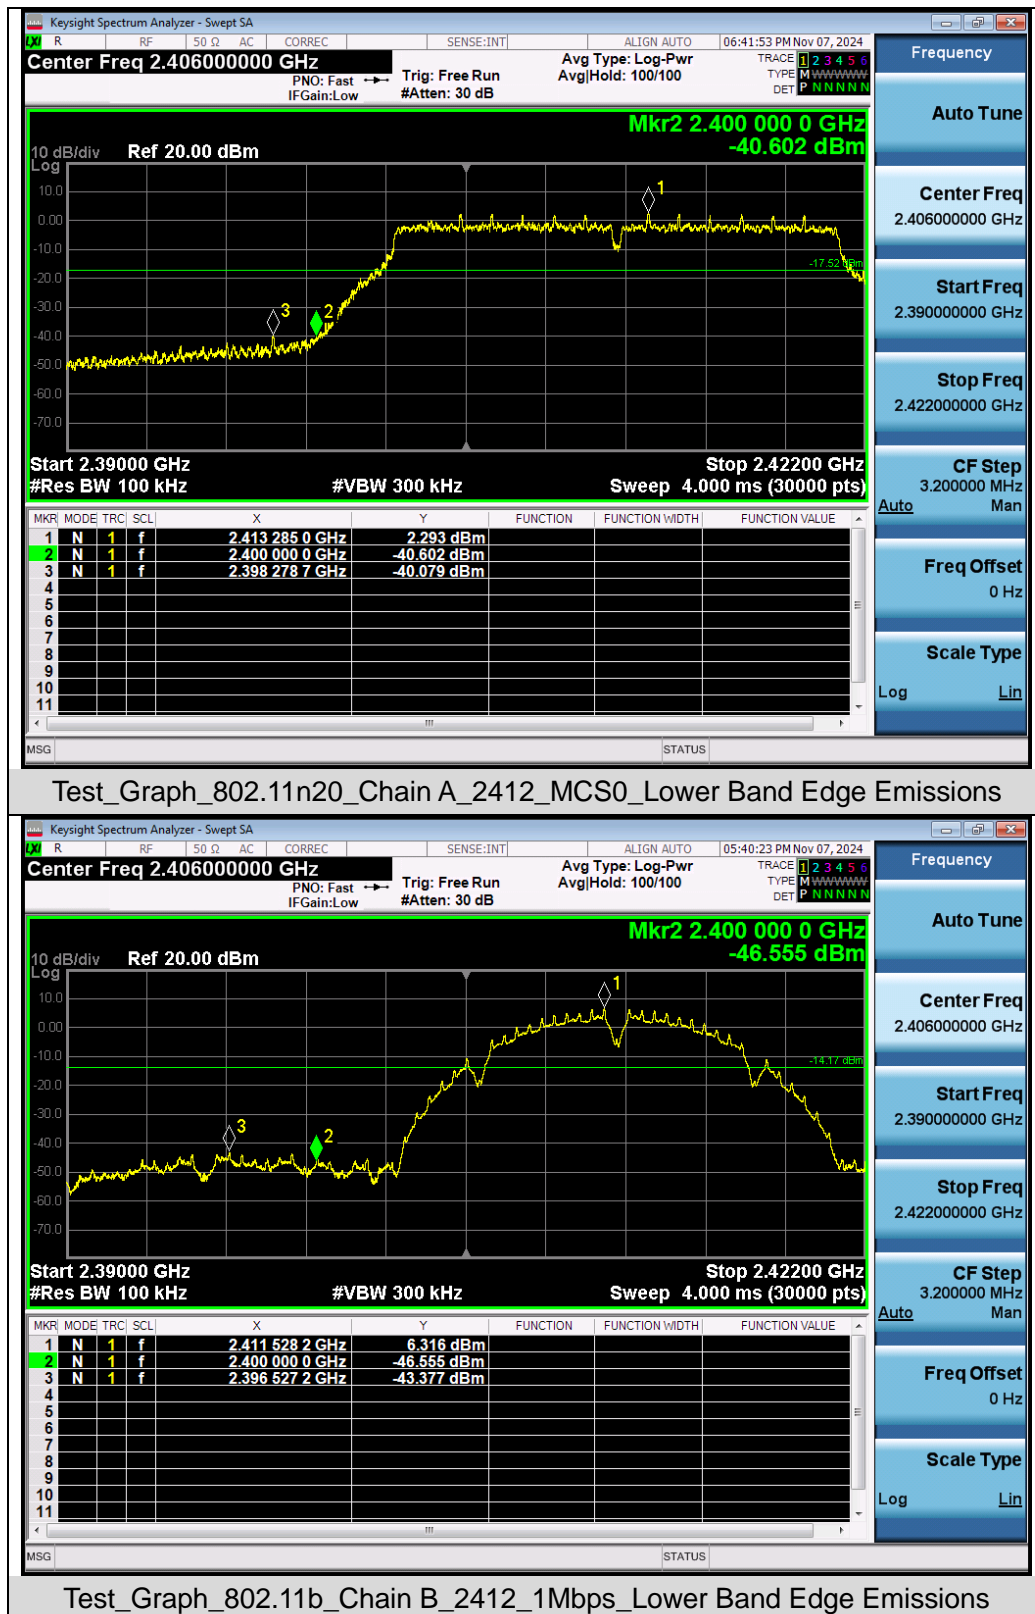 Keysight Spectrum Analyzer - Swept SA
LXI R RF 50 Ω AC CORREC SENSE:INT ALIGN AUTO 06:41:53 PM Nov 07, 2024
Center Freq 2.406000000 GHz
PNO: Fast
IFGain:Low
Trig: Free Run
#Atten: 30 dB
Avg Type: Log-Pwr
Avg|Hold: 100/100
TRACE 1 2 3 4 5 6
TYPE M WWWWW
DET P N N N N N
Mkr2 2.400 000 0 GHz
-40.602 dBm
10 dB/div Ref 20.00 dBm
Log
10.0
0.00
-10.0
-20.0
-30.0
-40.0
-50.0
-60.0
-70.0
1
2
3
-17.52 dBm
Start 2.39000 GHz Stop 2.42200 GHz
#Res BW 100 kHz #VBW 300 kHz Sweep 4.000 ms (30000 pts)
MKR MODE TRC SCL X Y FUNCTION FUNCTION WIDTH FUNCTION VALUE
1 N 1 f 2.413 285 0 GHz 2.293 dBm
2 N 1 f 2.400 000 0 GHz -40.602 dBm
3 N 1 f 2.398 278 7 GHz -40.079 dBm
4
5
6
7
8
9
10
11
MSG STATUS
Frequency
Auto Tune
Center Freq
2.406000000 GHz
Start Freq
2.390000000 GHz
Stop Freq
2.422000000 GHz
CF Step
3.200000 MHz
Auto Man
Freq Offset
0 Hz
Scale Type
Log Lin
Test_Graph_802.11n20_Chain A_2412_MCS0_Lower Band Edge Emissions
Keysight Spectrum Analyzer - Swept SA
LXI R RF 50 Ω AC CORREC SENSE:INT ALIGN AUTO 05:40:23 PM Nov 07, 2024
Center Freq 2.406000000 GHz
PNO: Fast
IFGain:Low
Trig: Free Run
#Atten: 30 dB
Avg Type: Log-Pwr
Avg|Hold: 100/100
TRACE 1 2 3 4 5 6
TYPE M WWWWW
DET P N N N N N
Mkr2 2.400 000 0 GHz
-46.555 dBm
10 dB/div Ref 20.00 dBm
Log
10.0
0.00
-10.0
-20.0
-30.0
-40.0
-50.0
-60.0
-70.0
1
2
3
-14.17 dBm
Start 2.39000 GHz Stop 2.42200 GHz
#Res BW 100 kHz #VBW 300 kHz Sweep 4.000 ms (30000 pts)
MKR MODE TRC SCL X Y FUNCTION FUNCTION WIDTH FUNCTION VALUE
1 N 1 f 2.411 528 2 GHz 6.316 dBm
2 N 1 f 2.400 000 0 GHz -46.555 dBm
3 N 1 f 2.396 527 2 GHz -43.377 dBm
4
5
6
7
8
9
10
11
MSG STATUS
Frequency
Auto Tune
Center Freq
2.406000000 GHz
Start Freq
2.390000000 GHz
Stop Freq
2.422000000 GHz
CF Step
3.200000 MHz
Auto Man
Freq Offset
0 Hz
Scale Type
Log Lin
Test_Graph_802.11b_Chain B_2412_1Mbps_Lower Band Edge Emissions